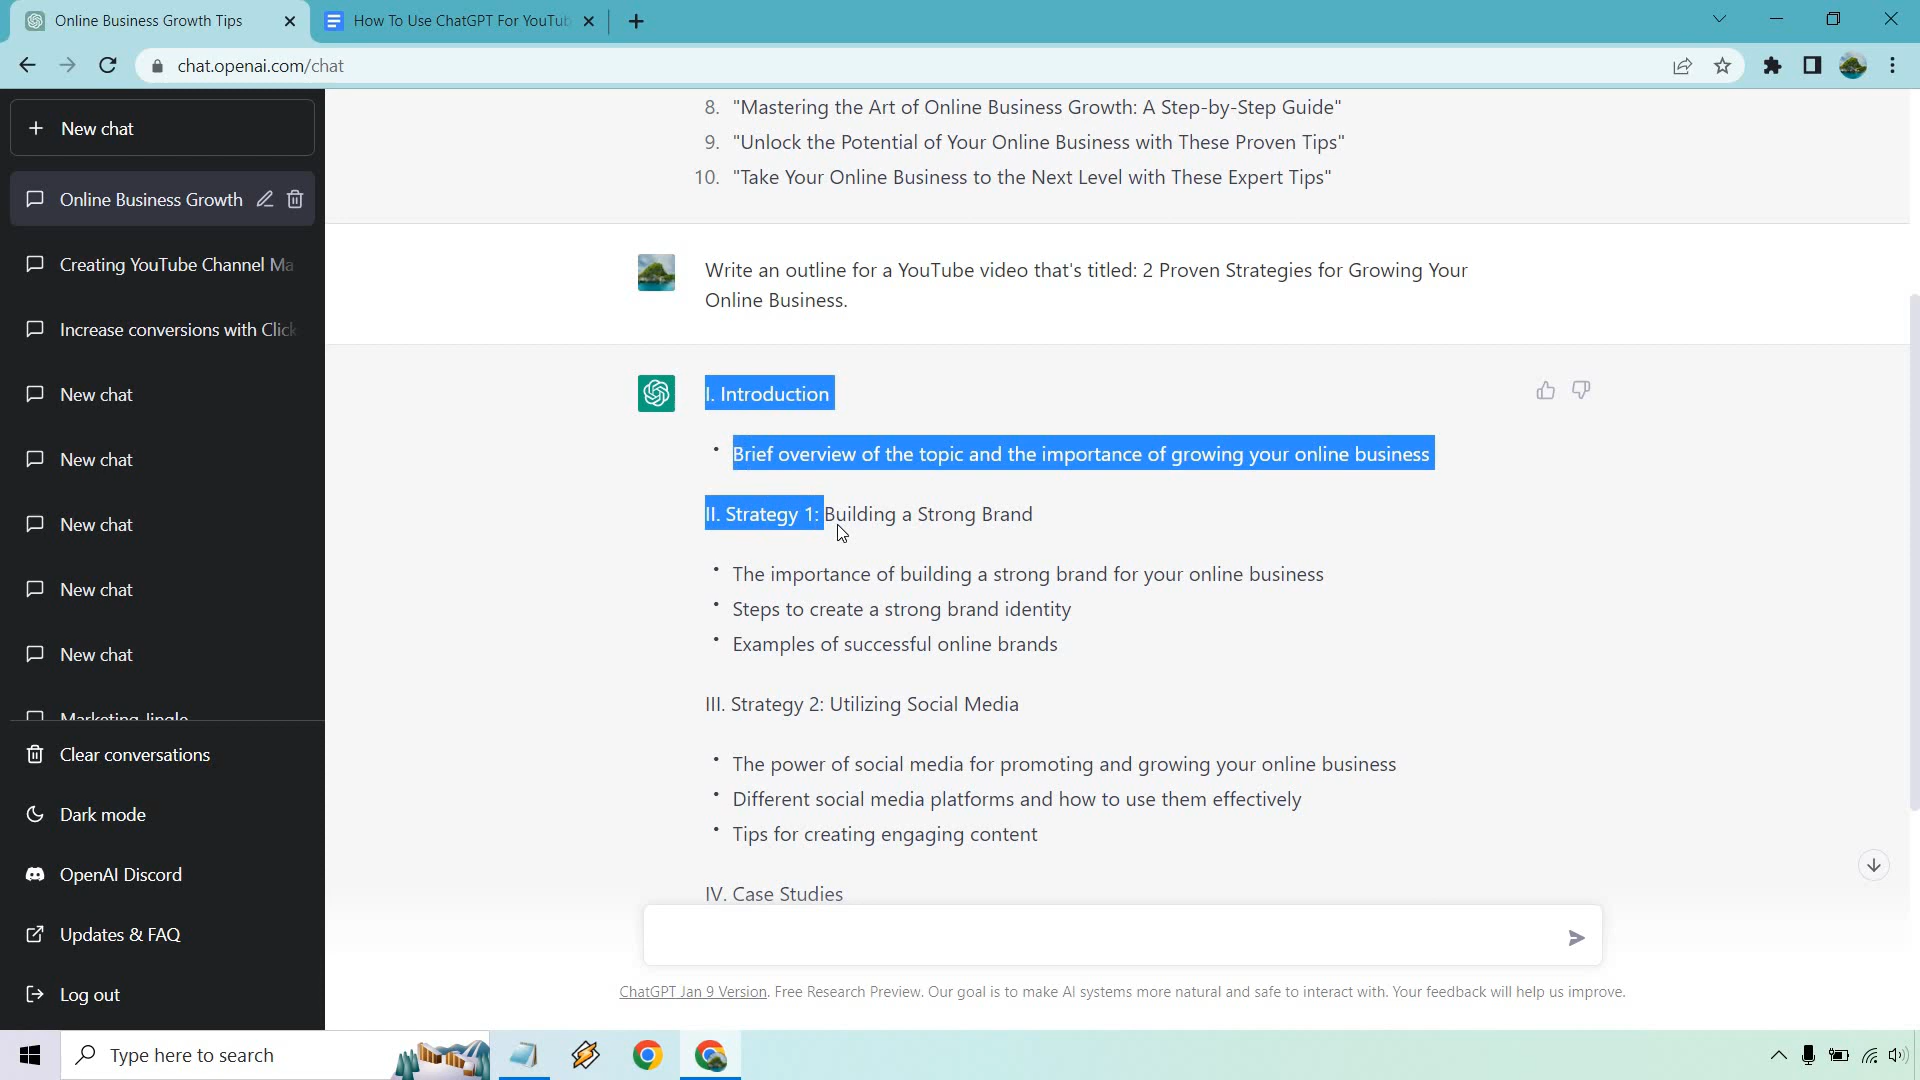 Online Business Growth Tips
How To Use ChatGPT For YouTub
chat.openai.com/chat
New chat
Online Business Growth
Creating YouTube Channel Ma
Increase conversions with Click
New chat
New chat
New chat
New chat
New chat
Marketing Jingle
Clear conversations
Dark mode
OpenAI Discord
Updates & FAQ
Log out
8. "Mastering the Art of Online Business Growth: A Step-by-Step Guide"
9. "Unlock the Potential of Your Online Business with These Proven Tips"
10. "Take Your Online Business to the Next Level with These Expert Tips"
Write an outline for a YouTube video that's titled: 2 Proven Strategies for Growing Your
Online Business.
I. Introduction
• Brief overview of the topic and the importance of growing your online business
II. Strategy 1: Building a Strong Brand
• The importance of building a strong brand for your online business
• Steps to create a strong brand identity
• Examples of successful online brands
III. Strategy 2: Utilizing Social Media
• The power of social media for promoting and growing your online business
• Different social media platforms and how to use them effectively
• Tips for creating engaging content
IV. Case Studies
ChatGPT Jan 9 Version. Free Research Preview. Our goal is to make AI systems more natural and safe to interact with. Your feedback will help us improve.
Type here to search